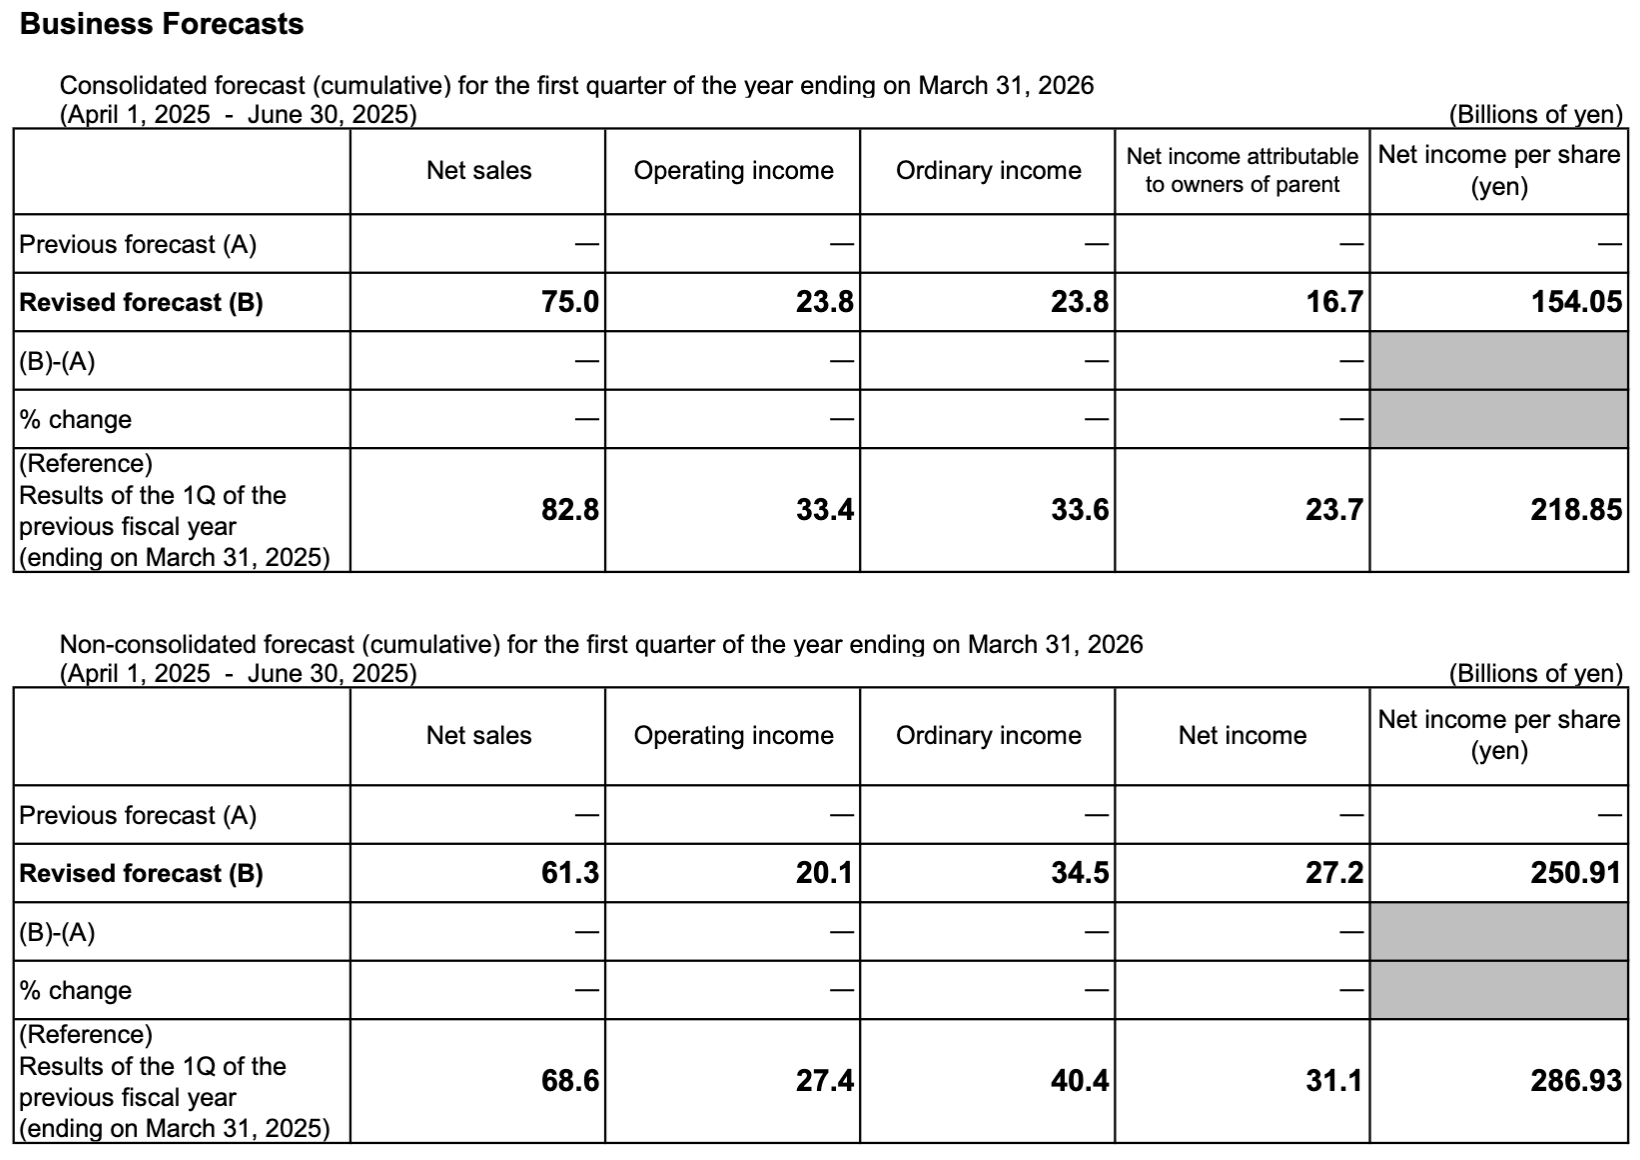 Business Forecasts
Consolidated forecast (cumulative) for the first quarter of the year ending on March 31, 2026
(April 1, 2025 - June 30, 2025) (Billions of yen)
Net sales Operating income Ordinary income Net income attributable to owners of parent Net income per share (yen)
Previous forecast (A) — — — — —
Revised forecast (B) 75.0 23.8 23.8 16.7 154.05
(B)-(A) — — — —
% change — — — —
(Reference)
Results of the 1Q of the
previous fiscal year
(ending on March 31, 2025) 82.8 33.4 33.6 23.7 218.85
Non-consolidated forecast (cumulative) for the first quarter of the year ending on March 31, 2026
(April 1, 2025 - June 30, 2025) (Billions of yen)
Net sales Operating income Ordinary income Net income Net income per share (yen)
Previous forecast (A) — — — — —
Revised forecast (B) 61.3 20.1 34.5 27.2 250.91
(B)-(A) — — — —
% change — — — —
(Reference)
Results of the 1Q of the
previous fiscal year
(ending on March 31, 2025) 68.6 27.4 40.4 31.1 286.93